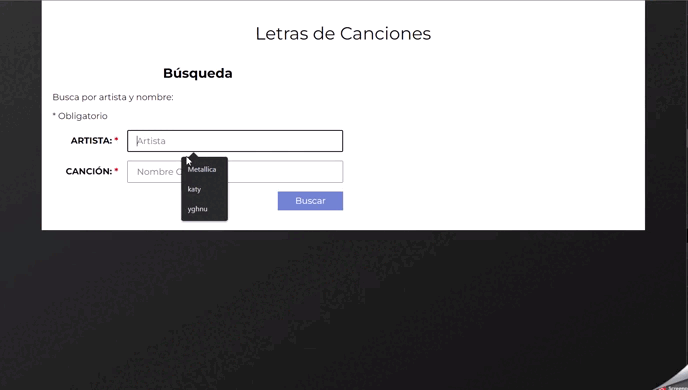 Letras de Canciones
Búsqueda
Busca por artista y nombre:
* Obligatorio
ARTISTA: * Artista
Metallica
CANCIÓN: * Nombre C
katy
yghnu
Buscar